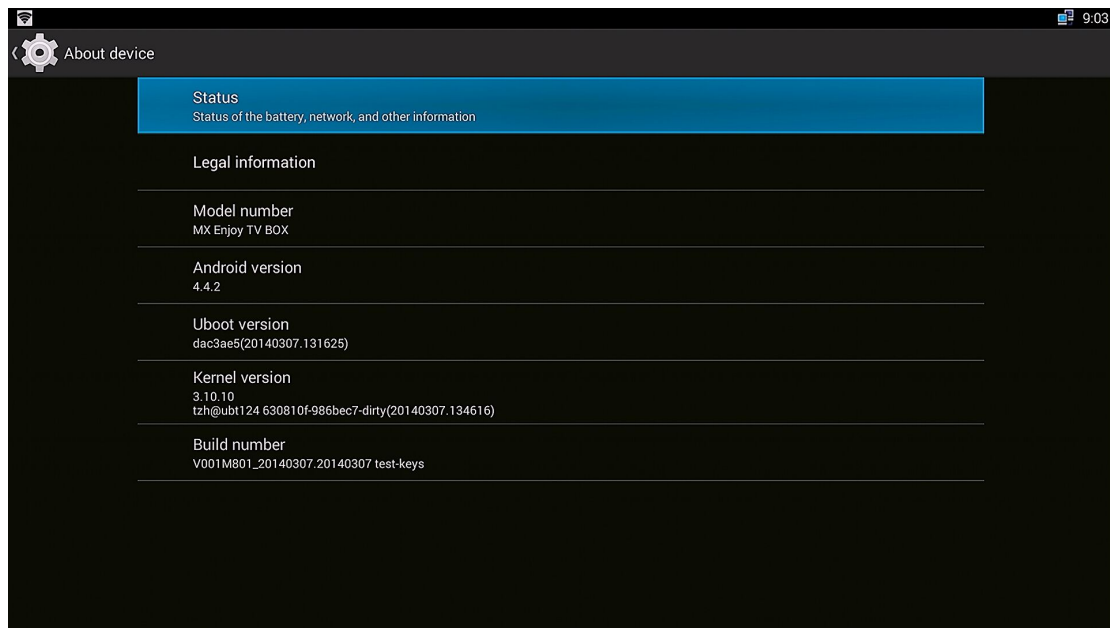 9:03
About device
Status
Status of the battery, network, and other information
Legal information
Model number
MX Enjoy TV BOX
Android version
4.4.2
Uboot version
dac3ae5(20140307.131625)
Kernel version
3.10.10
tzh@ubt124 630810f-986bec7-dirty(20140307.134616)
Build number
V001M801_20140307.20140307 test-keys